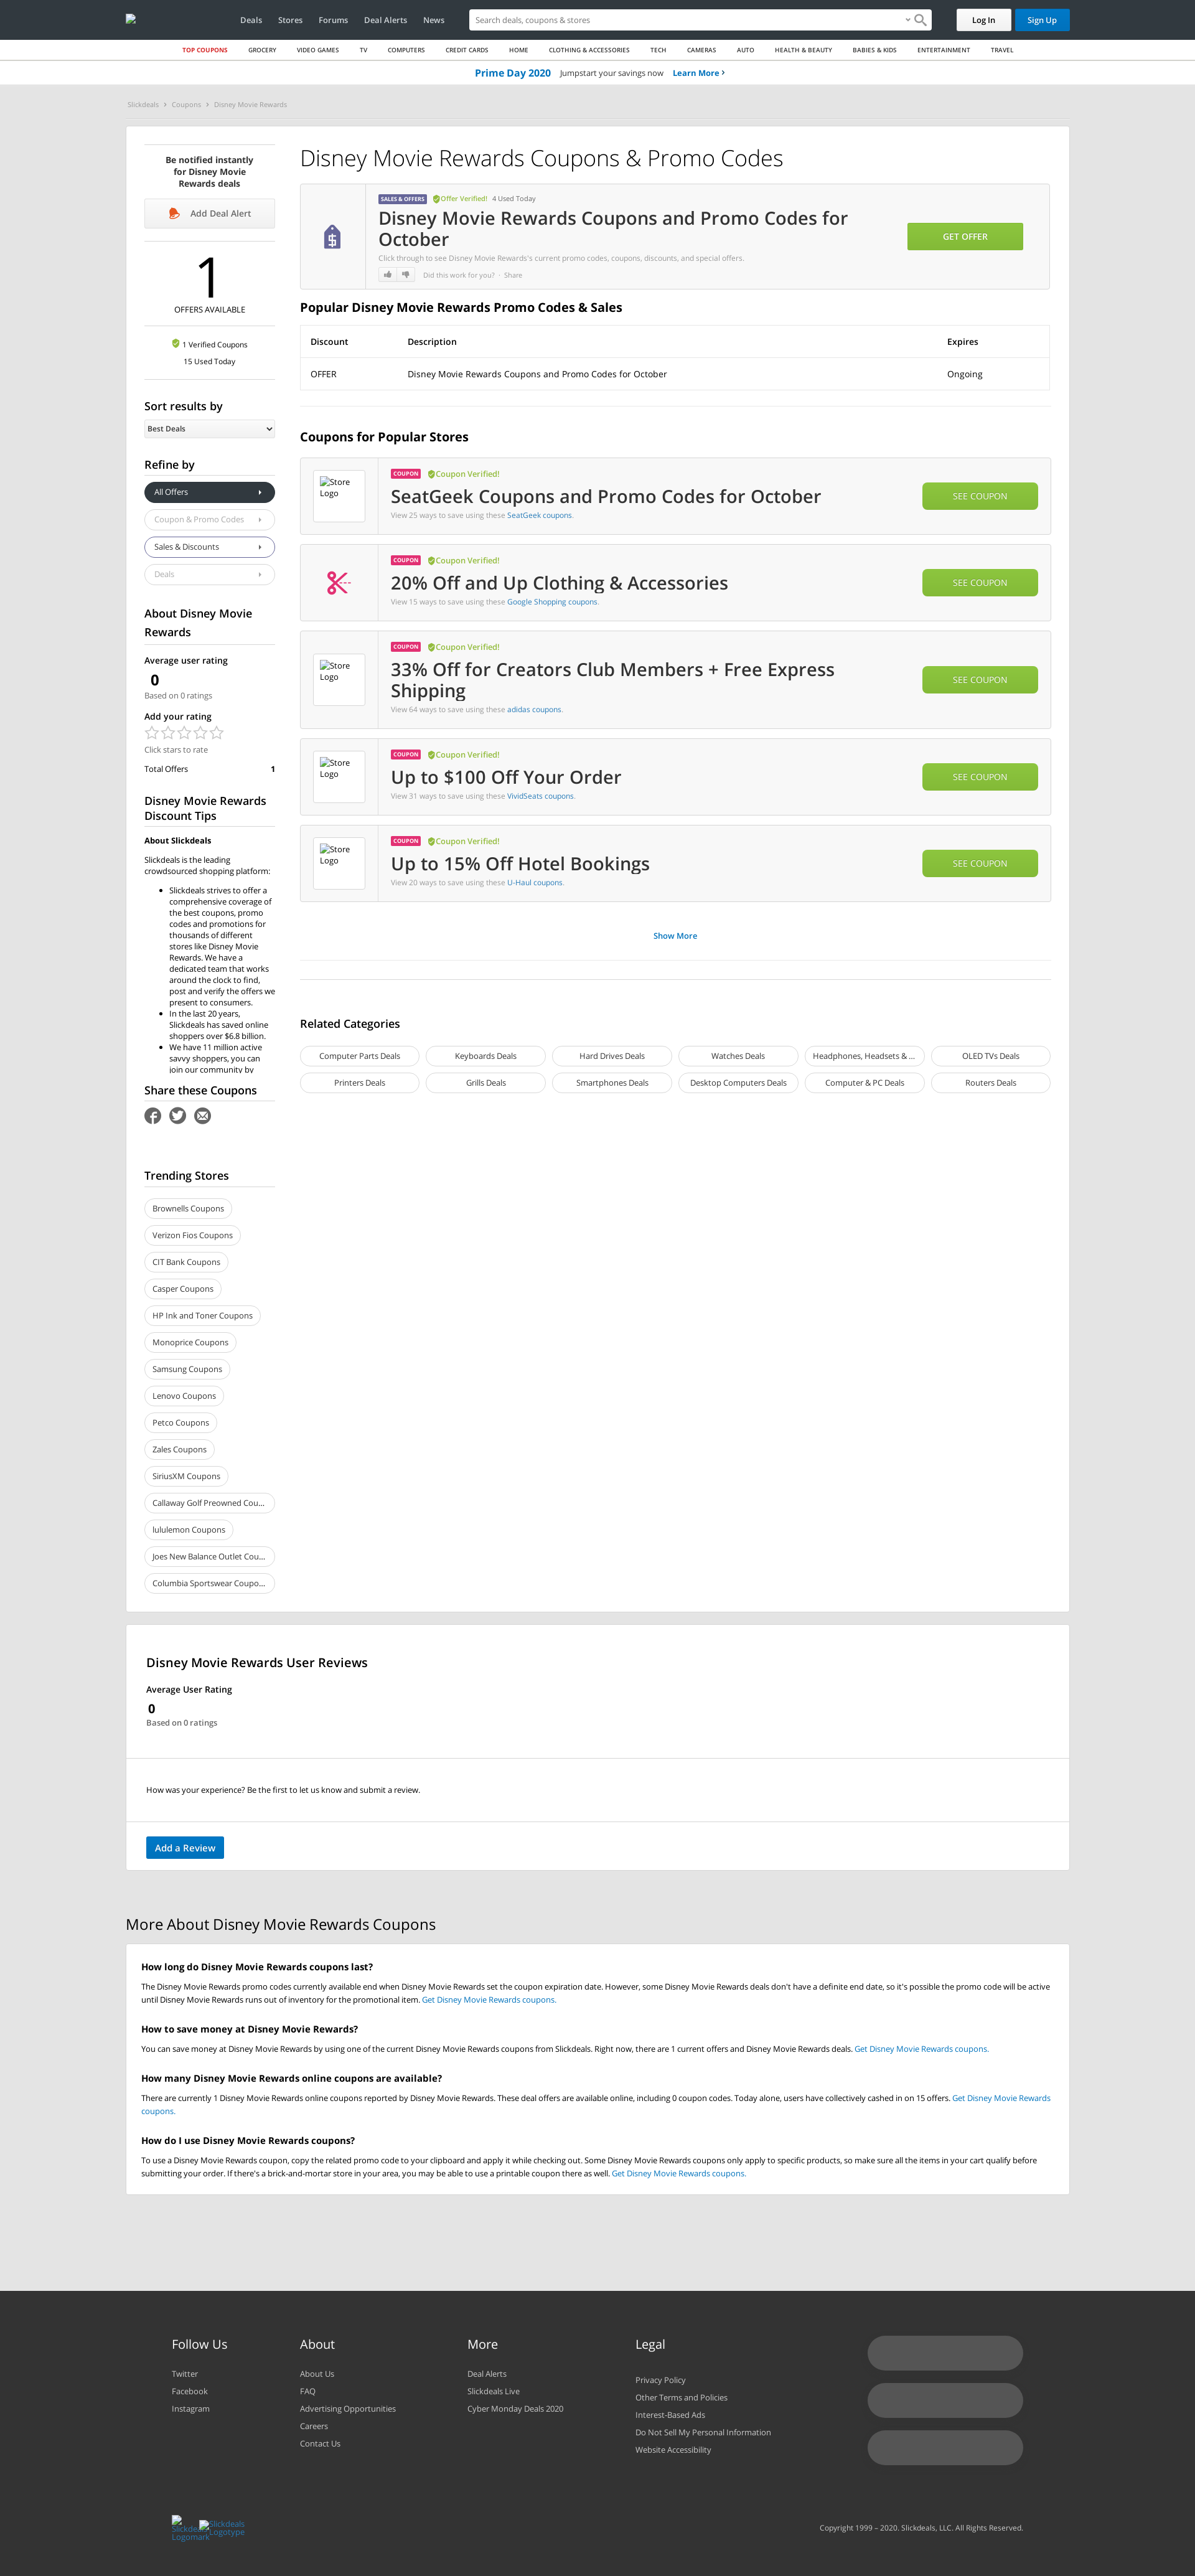 Deals Stores Forums Deal Alerts News
Search deals, coupons & stores
Log In Sign Up
TOP COUPONS GROCERY VIDEO GAMES TV COMPUTERS CREDIT CARDS HOME CLOTHING & ACCESSORIES TECH CAMERAS AUTO HEALTH & BEAUTY BABIES & KIDS ENTERTAINMENT TRAVEL
Prime Day 2020 Jumpstart your savings now Learn More ›
Slickdeals › Coupons › Disney Movie Rewards
Be notified instantly
for Disney Movie
Rewards deals
Add Deal Alert
1
OFFERS AVAILABLE
1 Verified Coupons
15 Used Today
Sort results by
Best Deals
Refine by
All Offers
Coupon & Promo Codes
Sales & Discounts
Deals
About Disney Movie
Rewards
Average user rating
0
Based on 0 ratings
Add your rating
Click stars to rate
Total Offers 1
Disney Movie Rewards
Discount Tips
About Slickdeals
Slickdeals is the leading
crowdsourced shopping platform:
• Slickdeals strives to offer a
comprehensive coverage of
the best coupons, promo
codes and promotions for
thousands of different
stores like Disney Movie
Rewards. We have a
dedicated team that works
around the clock to find,
post and verify the offers we
present to consumers.
• In the last 20 years,
Slickdeals has saved online
shoppers over $6.8 billion.
• We have 11 million active
savvy shoppers, you can
join our community by
Share these Coupons
Trending Stores
Brownells Coupons
Verizon Fios Coupons
CIT Bank Coupons
Casper Coupons
HP Ink and Toner Coupons
Monoprice Coupons
Samsung Coupons
Lenovo Coupons
Petco Coupons
Zales Coupons
SiriusXM Coupons
Callaway Golf Preowned Cou...
lululemon Coupons
Joes New Balance Outlet Cou...
Columbia Sportswear Coupo...
Disney Movie Rewards Coupons & Promo Codes
SALES & OFFERS Offer Verified! 4 Used Today
Disney Movie Rewards Coupons and Promo Codes for
October
Click through to see Disney Movie Rewards's current promo codes, coupons, discounts, and special offers.
Did this work for you? · Share
GET OFFER
Popular Disney Movie Rewards Promo Codes & Sales
Discount Description Expires
OFFER Disney Movie Rewards Coupons and Promo Codes for October Ongoing
Coupons for Popular Stores
Store
Logo
COUPON Coupon Verified!
SeatGeek Coupons and Promo Codes for October
View 25 ways to save using these SeatGeek coupons.
SEE COUPON
COUPON Coupon Verified!
20% Off and Up Clothing & Accessories
View 15 ways to save using these Google Shopping coupons.
SEE COUPON
Store
Logo
COUPON Coupon Verified!
33% Off for Creators Club Members + Free Express
Shipping
View 64 ways to save using these adidas coupons.
SEE COUPON
Store
Logo
COUPON Coupon Verified!
Up to $100 Off Your Order
View 31 ways to save using these VividSeats coupons.
SEE COUPON
Store
Logo
COUPON Coupon Verified!
Up to 15% Off Hotel Bookings
View 20 ways to save using these U-Haul coupons.
SEE COUPON
Show More
Related Categories
Computer Parts Deals Keyboards Deals Hard Drives Deals Watches Deals Headphones, Headsets & ... OLED TVs Deals
Printers Deals Grills Deals Smartphones Deals Desktop Computers Deals Computer & PC Deals Routers Deals
Disney Movie Rewards User Reviews
Average User Rating
0
Based on 0 ratings
How was your experience? Be the first to let us know and submit a review.
Add a Review
More About Disney Movie Rewards Coupons
How long do Disney Movie Rewards coupons last?
The Disney Movie Rewards promo codes currently available end when Disney Movie Rewards set the coupon expiration date. However, some Disney Movie Rewards deals don't have a definite end date, so it's possible the promo code will be active
until Disney Movie Rewards runs out of inventory for the promotional item. Get Disney Movie Rewards coupons.
How to save money at Disney Movie Rewards?
You can save money at Disney Movie Rewards by using one of the current Disney Movie Rewards coupons from Slickdeals. Right now, there are 1 current offers and Disney Movie Rewards deals. Get Disney Movie Rewards coupons.
How many Disney Movie Rewards online coupons are available?
There are currently 1 Disney Movie Rewards online coupons reported by Disney Movie Rewards. These deal offers are available online, including 0 coupon codes. Today alone, users have collectively cashed in on 15 offers. Get Disney Movie Rewards
coupons.
How do I use Disney Movie Rewards coupons?
To use a Disney Movie Rewards coupon, copy the related promo code to your clipboard and apply it while checking out. Some Disney Movie Rewards coupons only apply to specific products, so make sure all the items in your cart qualify before
submitting your order. If there's a brick-and-mortar store in your area, you may be able to use a printable coupon there as well. Get Disney Movie Rewards coupons.
Follow Us
Twitter
Facebook
Instagram
About
About Us
FAQ
Advertising Opportunities
Careers
Contact Us
More
Deal Alerts
Slickdeals Live
Cyber Monday Deals 2020
Legal
Privacy Policy
Other Terms and Policies
Interest-Based Ads
Do Not Sell My Personal Information
Website Accessibility
Slickdeals
Logomark
Slickdeals
Logotype
Copyright 1999 – 2020. Slickdeals, LLC. All Rights Reserved.